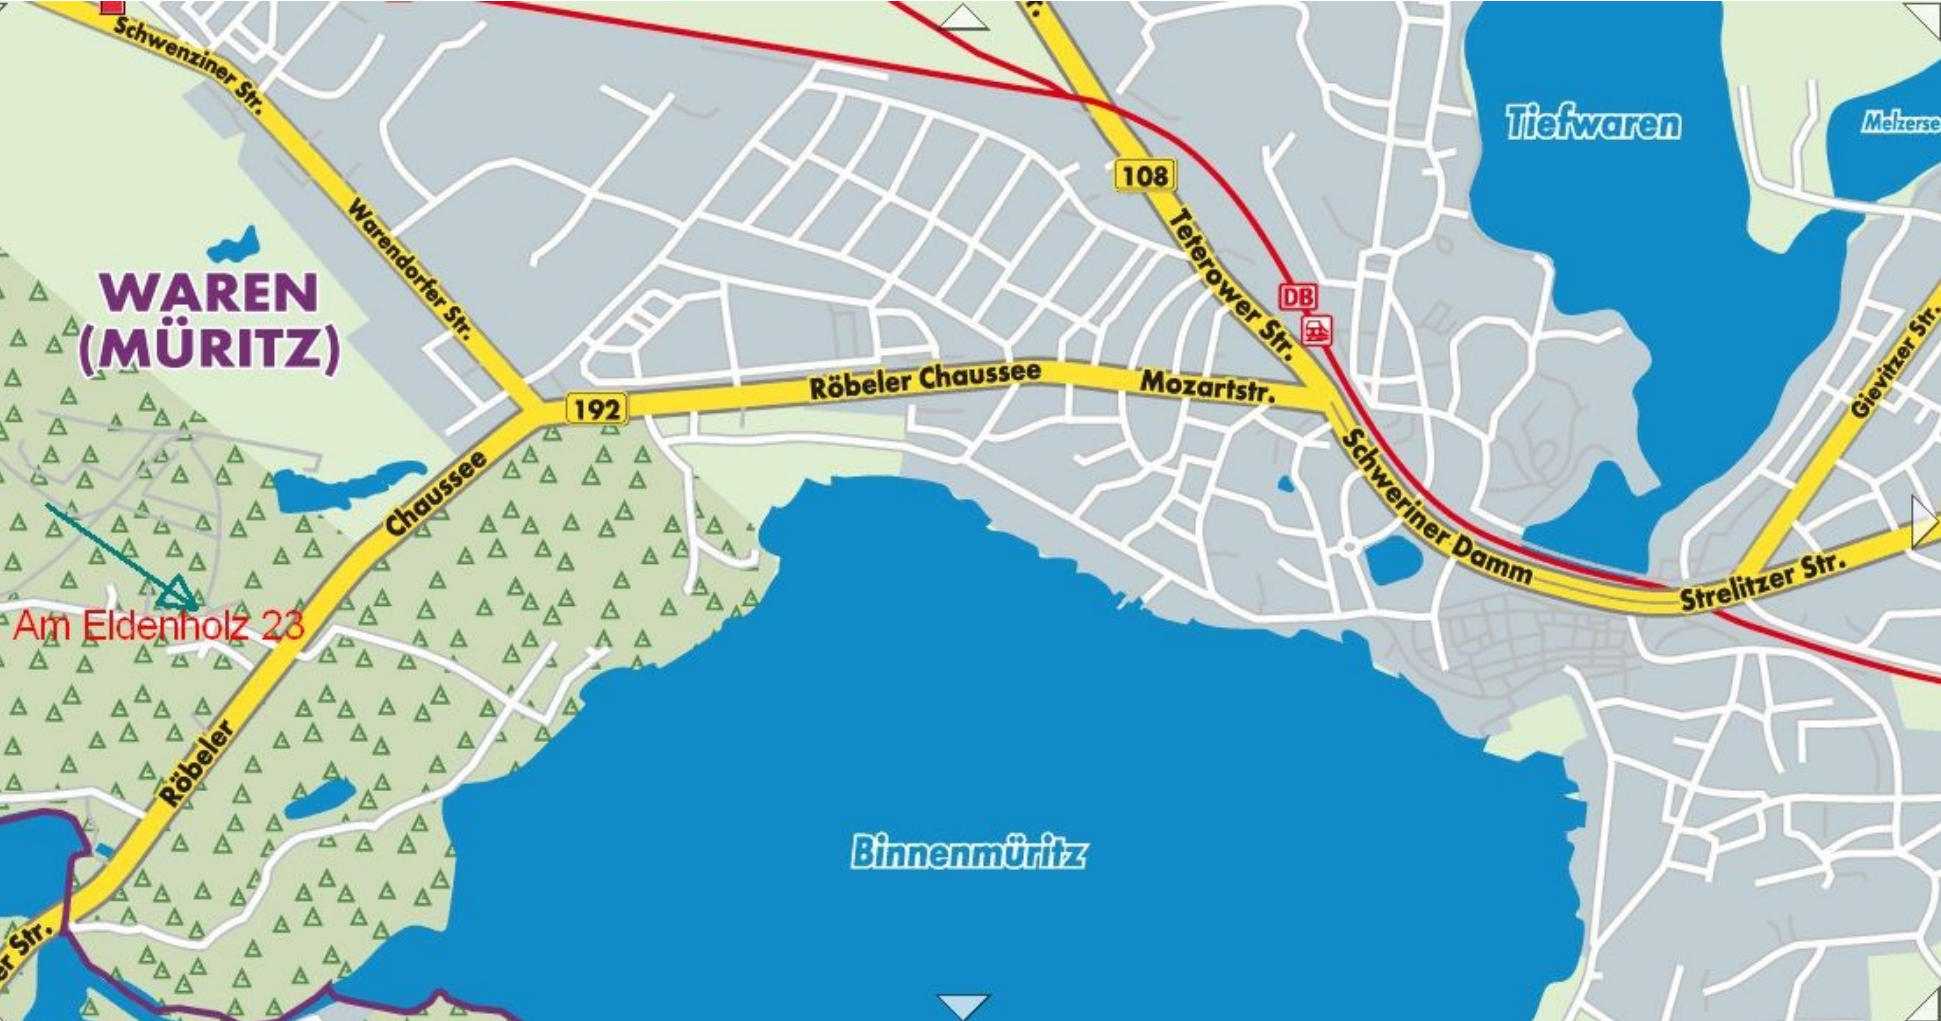 Schwenziner Str.
Tiefwaren
108
Warendorfer Str.
Teterower Str.
WAREN
(MÜRITZ)
DB
Gievitzer Str.
Röbeler Chaussee
Mozartstr.
192
Chaussee
Schweriner Damm
Strelitzer Str.
Am Eldenholz 23
Röbeler
Binnenmüritz
er Str.